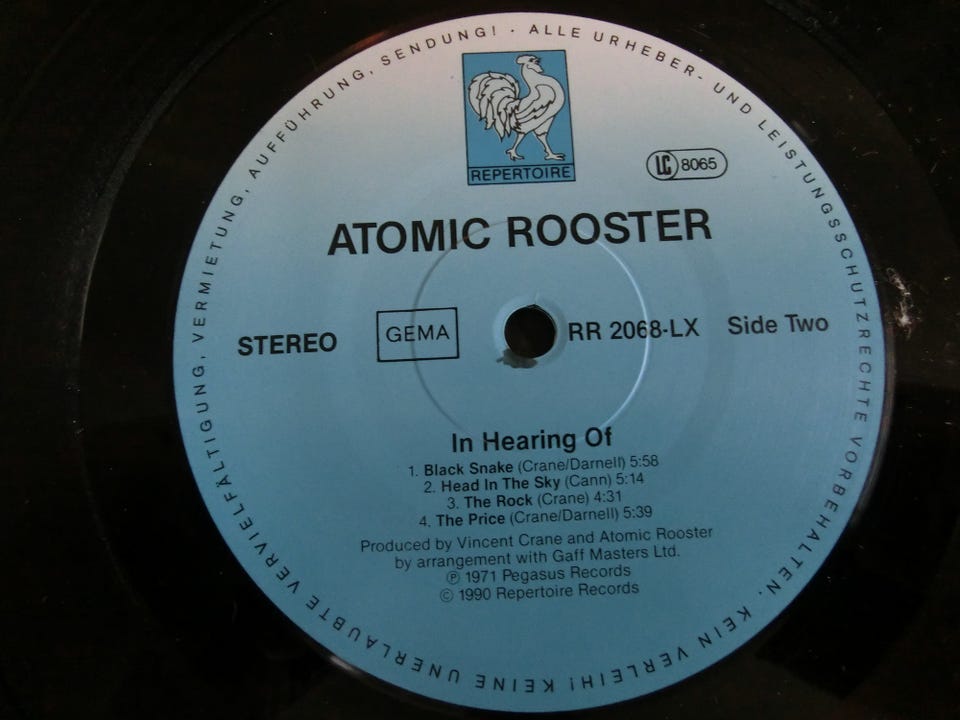 ALLE URHEBER- UND LEISTUNGSSCHUTZRECHTE VORBEHALTEN. KEIN VERLEIH! KEINE UNERLAUBTE VERVIELFÄLTIGUNG, VERMIETUNG, AUFFÜHRUNG, SENDUNG! ·
REPERTOIRE
LC 8065
ATOMIC ROOSTER
STEREO GEMA RR 2068-LX Side Two
In Hearing Of
1. Black Snake (Crane/Darnell) 5:58
2. Head In The Sky (Cann) 5:14
3. The Rock (Crane) 4:31
4. The Price (Crane/Darnell) 5:39
Produced by Vincent Crane and Atomic Rooster
by arrangement with Gaff Masters Ltd.
℗ 1971 Pegasus Records
© 1990 Repertoire Records